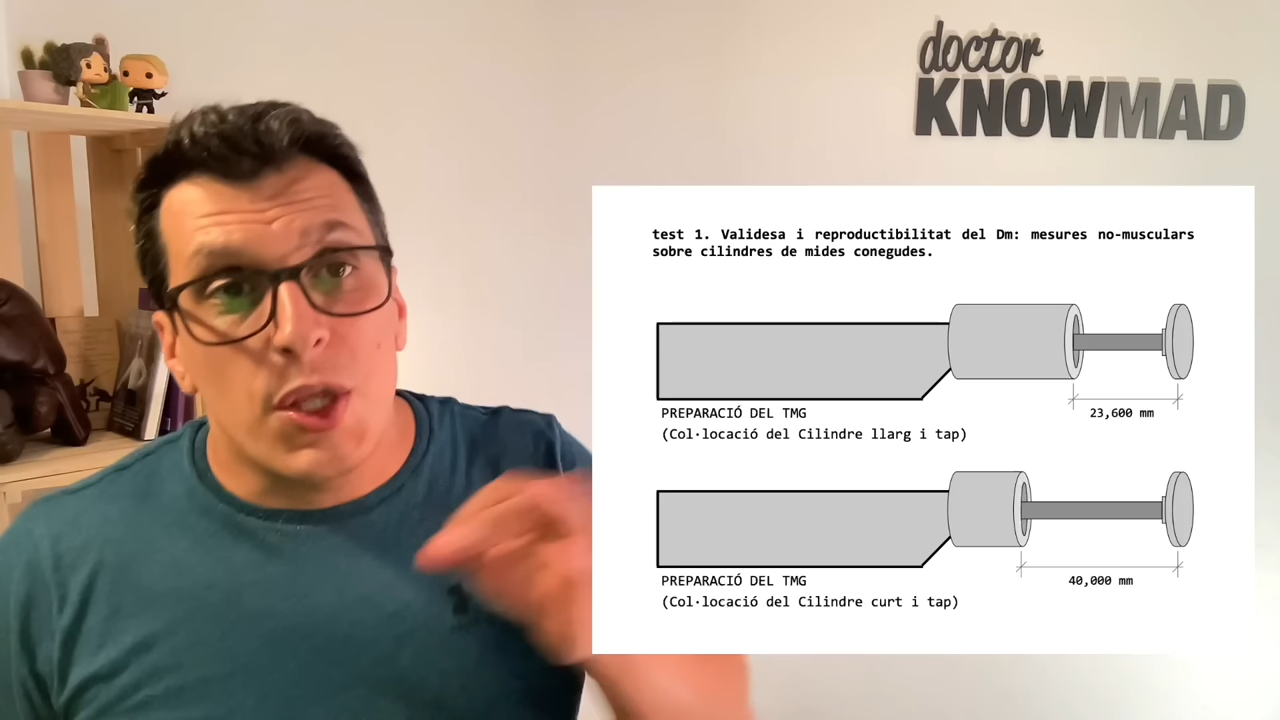 doctor
KNOWMAD
test 1. Validesa i reproductibilitat del Dm: mesures no-musculars
sobre cilindres de mides conegudes.
23,600 mm
PREPARACIÓ DEL TMG
(Col·locació del Cilindre llarg i tap)
40,000 mm
PREPARACIÓ DEL TMG
(Col·locació del Cilindre curt i tap)